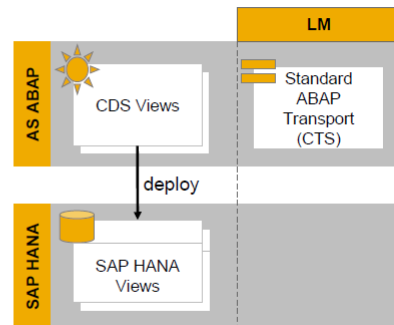 LM
AS ABAP
CDS Views
Standard
ABAP
Transport
(CTS)
deploy
SAP HANA
SAP HANA
Views